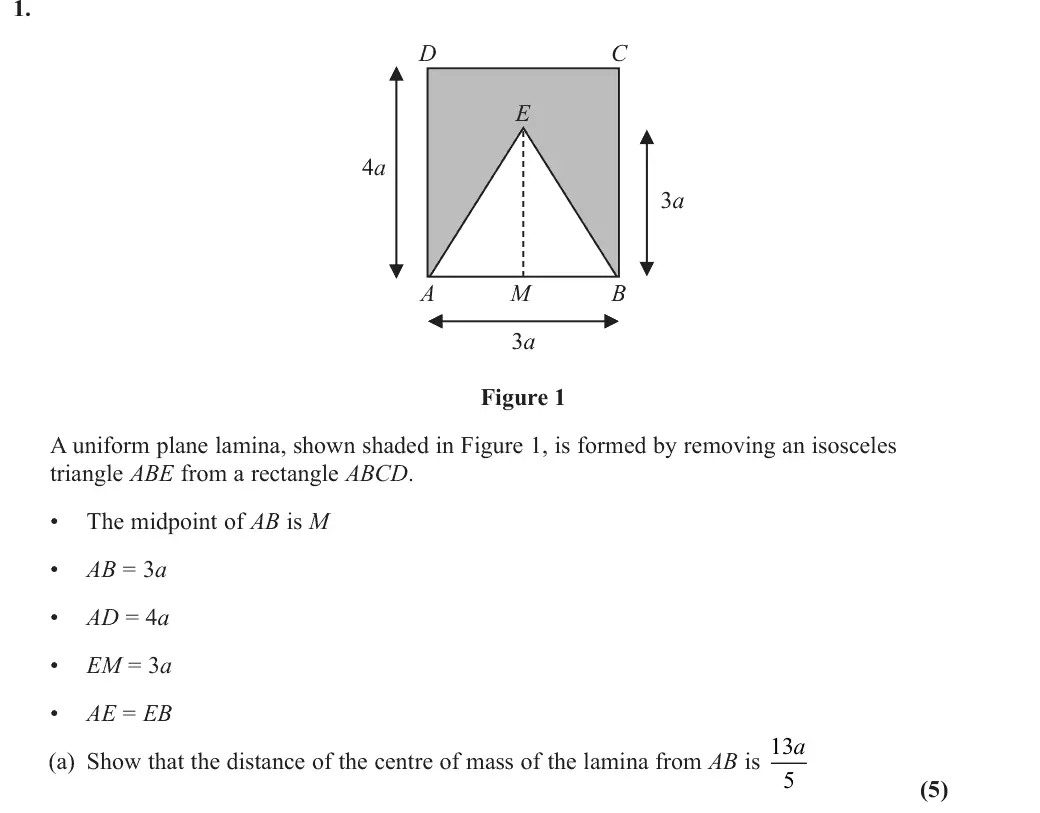 1.
D C
E
4a
3a
A M B
3a
Figure 1
A uniform plane lamina, shown shaded in Figure 1, is formed by removing an isosceles
triangle ABE from a rectangle ABCD.
• The midpoint of AB is M
• AB = 3a
• AD = 4a
• EM = 3a
• AE = EB
(a) Show that the distance of the centre of mass of the lamina from AB is 13a/5
(5)